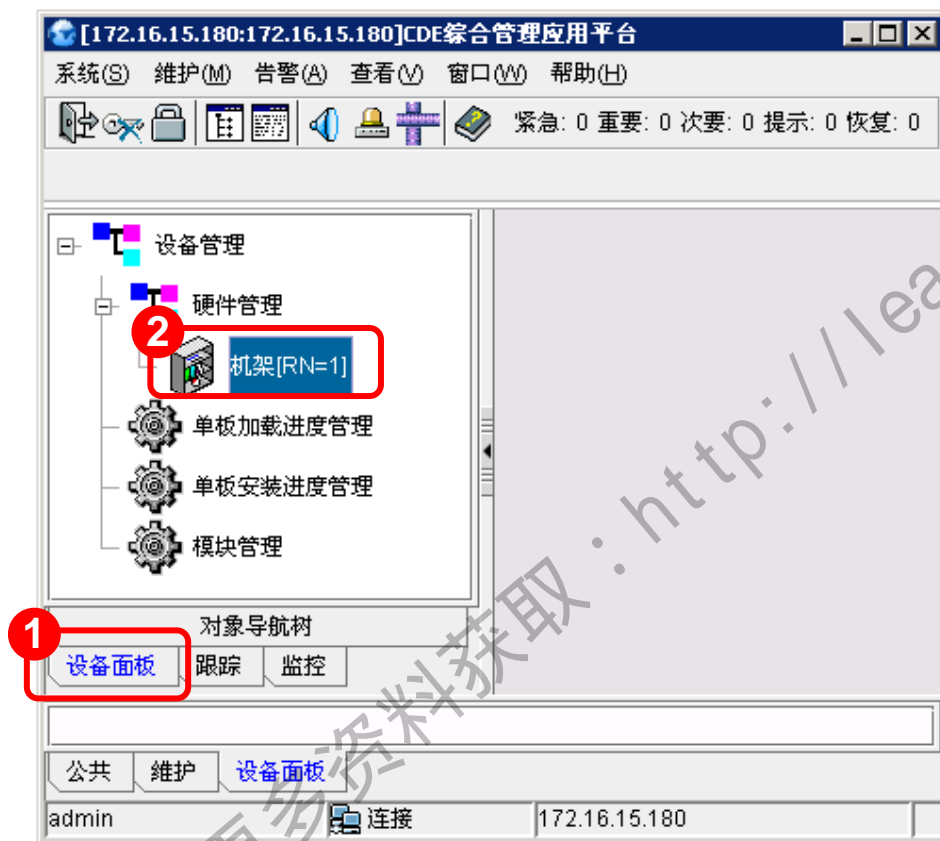 [172.16.15.180:172.16.15.180]CDE综合管理应用平台
系统(S) 维护(M) 告警(A) 查看(V) 窗口(W) 帮助(H)
紧急: 0 重要: 0 次要: 0 提示: 0 恢复: 0
设备管理
硬件管理
2
机架[RN=1]
单板加载进度管理
单板安装进度管理
模块管理
对象导航树
1
设备面板 跟踪 监控
公共 维护 设备面板
admin 连接 172.16.15.180
更多资料获取：http://lea